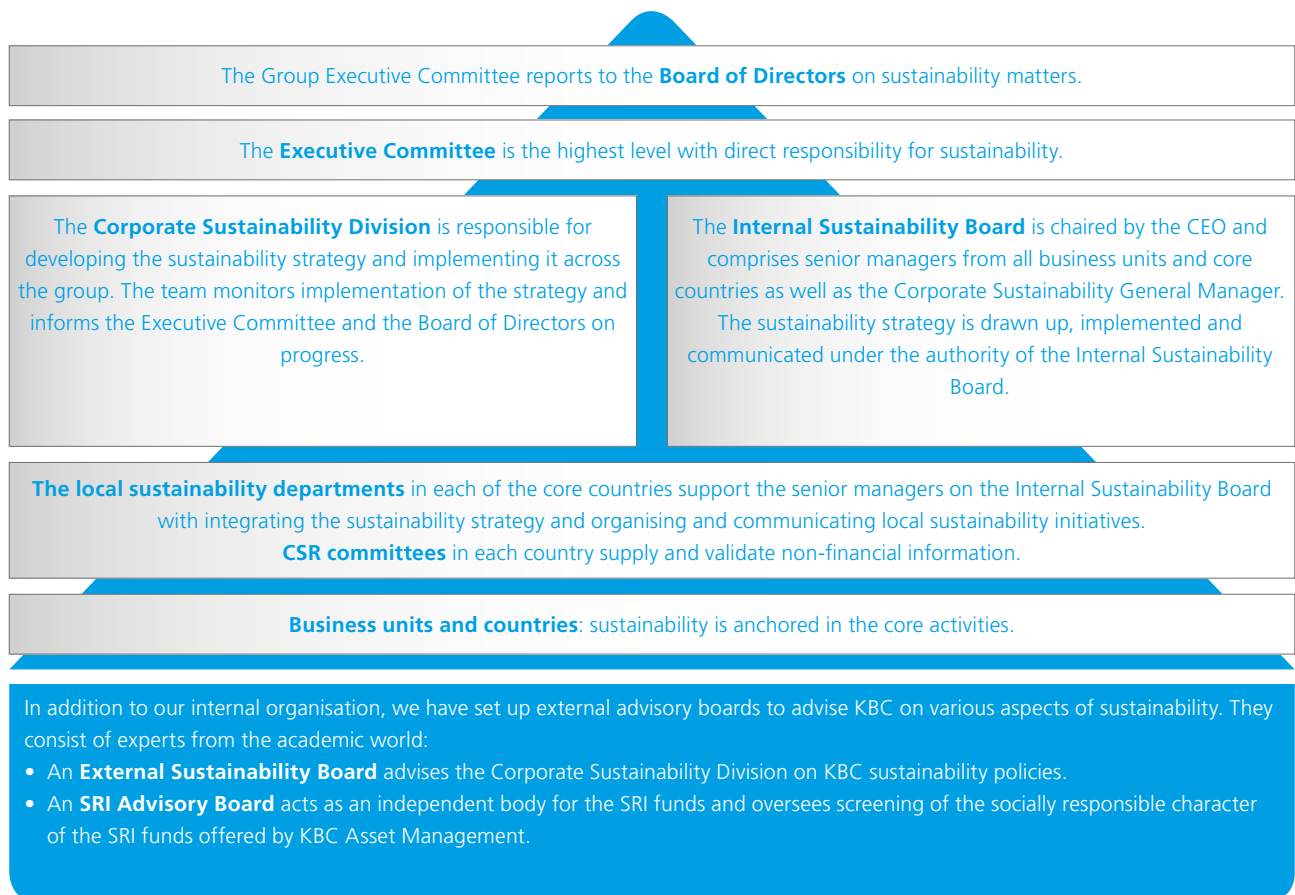 The Group Executive Committee reports to the Board of Directors on sustainability matters.
The Executive Committee is the highest level with direct responsibility for sustainability.
The Corporate Sustainability Division is responsible for
developing the sustainability strategy and implementing it across
the group. The team monitors implementation of the strategy and
informs the Executive Committee and the Board of Directors on
progress.
The Internal Sustainability Board is chaired by the CEO and
comprises senior managers from all business units and core
countries as well as the Corporate Sustainability General Manager.
The sustainability strategy is drawn up, implemented and
communicated under the authority of the Internal Sustainability
Board.
The local sustainability departments in each of the core countries support the senior managers on the Internal Sustainability Board
with integrating the sustainability strategy and organising and communicating local sustainability initiatives.
CSR committees in each country supply and validate non-financial information.
Business units and countries: sustainability is anchored in the core activities.
In addition to our internal organisation, we have set up external advisory boards to advise KBC on various aspects of sustainability. They
consist of experts from the academic world:
• An External Sustainability Board advises the Corporate Sustainability Division on KBC sustainability policies.
• An SRI Advisory Board acts as an independent body for the SRI funds and oversees screening of the socially responsible character
of the SRI funds offered by KBC Asset Management.